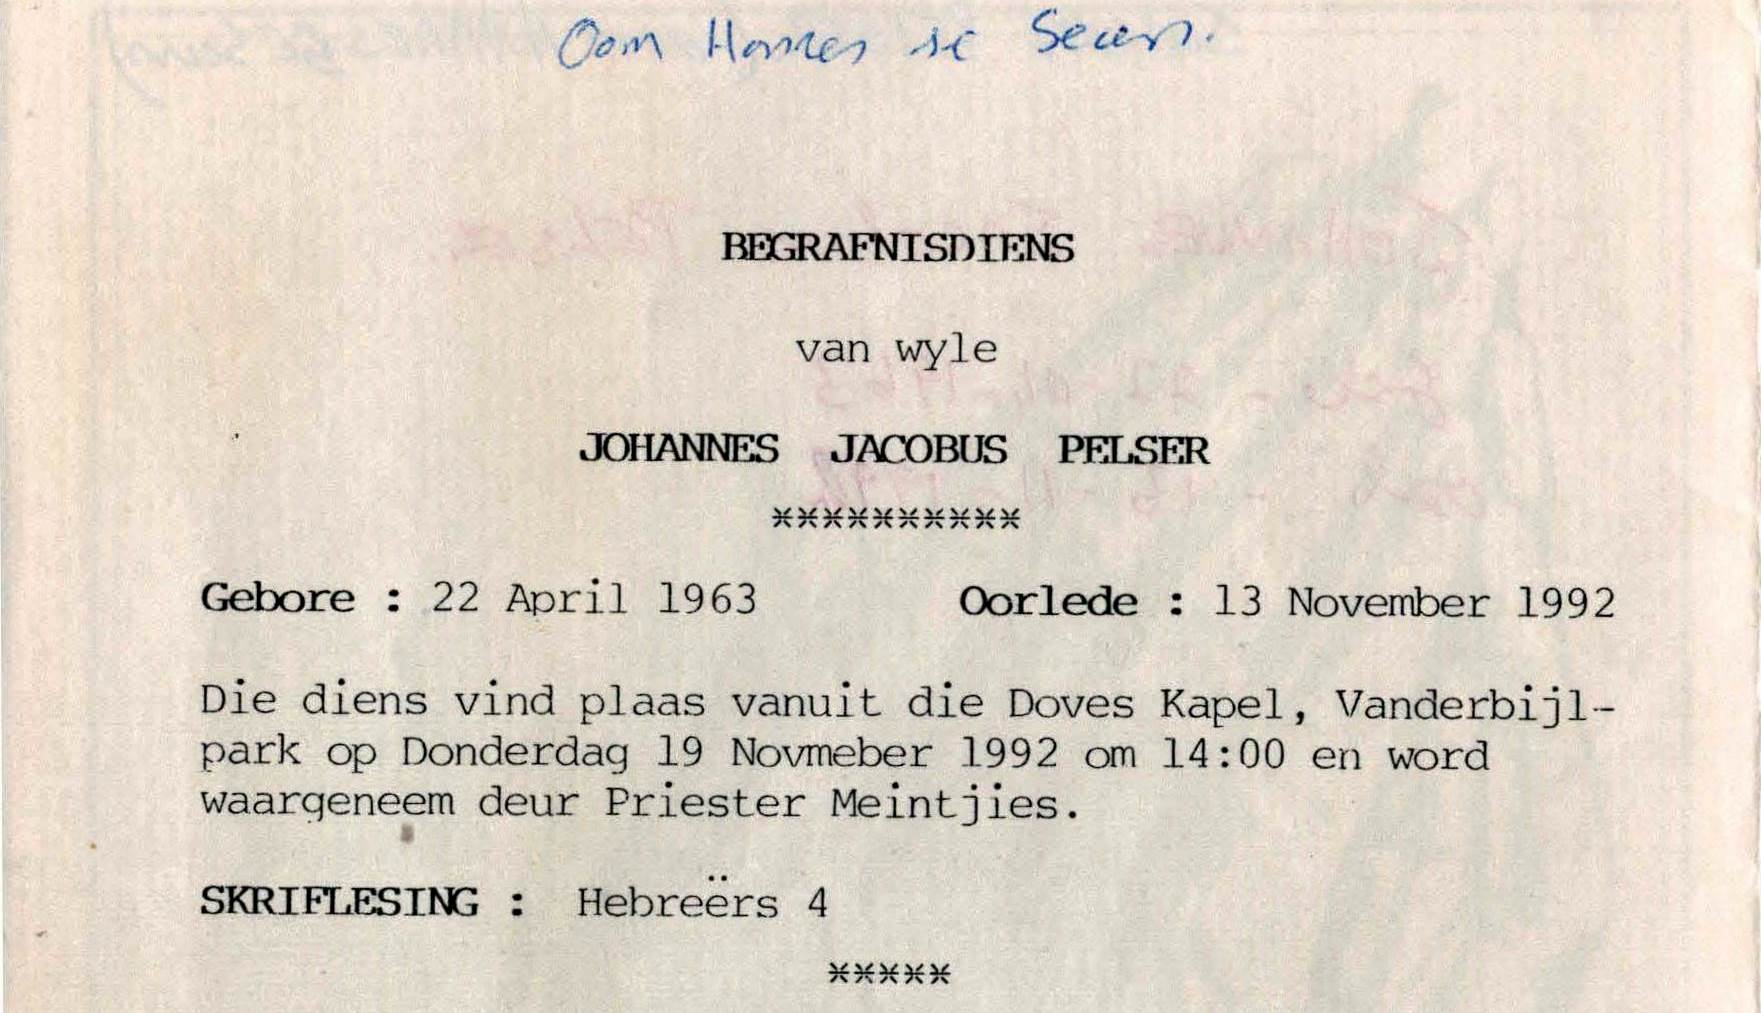 Oom Hannes se Seun.
BEGRAFNISDIENS
van wyle
JOHANNES JACOBUS PELSER
**********
Gebore : 22 April 1963 Oorlede : 13 November 1992
Die diens vind plaas vanuit die Doves Kapel, Vanderbijl-
park op Donderdag 19 Novmeber 1992 om 14:00 en word
waargeneem deur Priester Meintjies.
SKRIFLESING : Hebreërs 4
*****